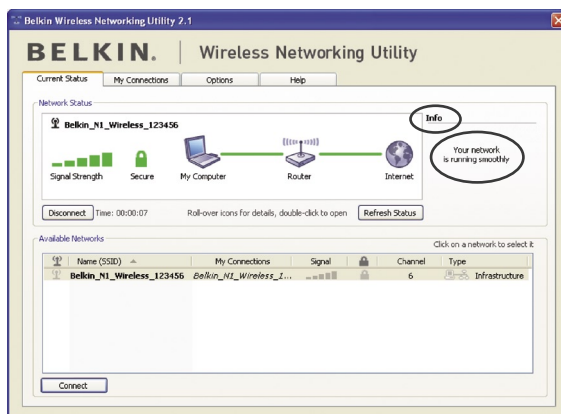 Belkin Wireless Networking Utility 2.1
BELKIN. | Wireless Networking Utility
Current Status My Connections Options Help
Network Status
Belkin_N1_Wireless_123456
Signal Strength Secure My Computer Router Internet
Info
Your network
is running smoothly
Disconnect Time: 00:00:07 Roll-over icons for details, double-click to open Refresh Status
Available Networks
Click on a network to select it
Name (SSID) My Connections Signal Channel Type
Belkin_N1_Wireless_123456 Belkin_N1_Wireless_1... 6 Infrastructure
Connect